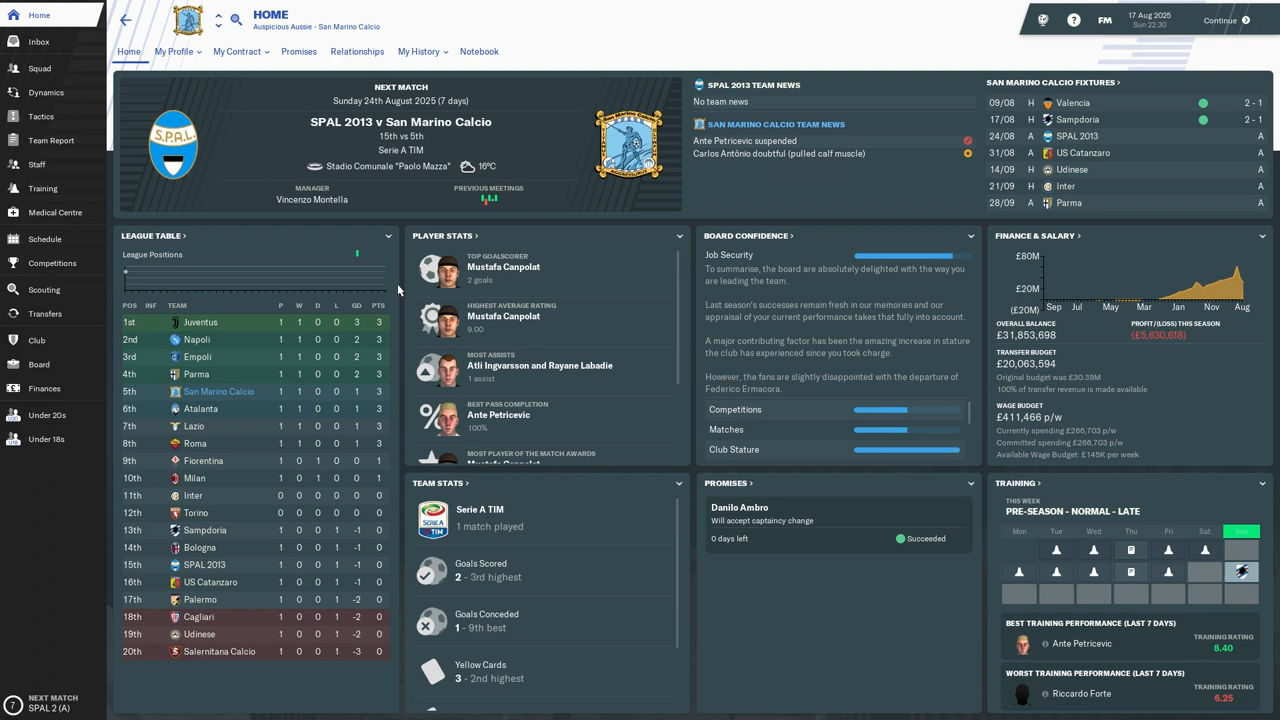 Home
Inbox
Squad
Dynamics
Tactics
Team Report
Staff
Training
Medical Centre
Schedule
Competitions
Scouting
Transfers
Club
Board
Finances
Under 20s
Under 18s
7
NEXT MATCH
SPAL 2 (A)
HOME
Auspicious Aussie - San Marino Calcio
FM
17 Aug 2025
Sun 22:30
Continue
Home My Profile My Contract Promises Relationships My History Notebook
NEXT MATCH
Sunday 24th August 2025 (7 days)
SPAL 2013 v San Marino Calcio
15th vs 5th
Serie A TIM
Stadio Comunale "Paolo Mazza" 16°C
MANAGER
Vincenzo Montella
PREVIOUS MEETINGS
S.P.A.L.
SPAL 2013 TEAM NEWS
No team news
SAN MARINO CALCIO TEAM NEWS
Ante Petricevic suspended
Carlos Antônio doubtful (pulled calf muscle)
SAN MARINO CALCIO FIXTURES >
09/08 H Valencia 2 - 1
17/08 H Sampdoria 2 - 1
24/08 A SPAL 2013 A
31/08 A US Catanzaro A
14/09 H Udinese A
21/09 H Inter A
28/09 A Parma A
LEAGUE TABLE >
League Positions
POS INF TEAM P W D L GD PTS
1st Juventus 1 1 0 0 3 3
2nd Napoli 1 1 0 0 2 3
3rd Empoli 1 1 0 0 2 3
4th Parma 1 1 0 0 2 3
5th San Marino Calcio 1 1 0 0 1 3
6th Atalanta 1 1 0 0 1 3
7th Lazio 1 1 0 0 1 3
8th Roma 1 1 0 0 1 3
9th Fiorentina 1 0 1 0 0 1
10th Milan 1 0 1 0 0 1
11th Inter 0 0 0 0 0 0
12th Torino 0 0 0 0 0 0
13th Sampdoria 1 0 0 1 -1 0
14th Bologna 1 0 0 1 -1 0
15th SPAL 2013 1 0 0 1 -1 0
16th US Catanzaro 1 0 0 1 -1 0
17th Palermo 1 0 0 1 -2 0
18th Cagliari 1 0 0 1 -2 0
19th Udinese 1 0 0 1 -2 0
20th Salernitana Calcio 1 0 0 1 -3 0
PLAYER STATS >
TOP GOALSCORER
Mustafa Canpolat
2 goals
HIGHEST AVERAGE RATING
Mustafa Canpolat
9.00
MOST ASSISTS
Atli Ingvarsson and Rayane Labadie
1 assist
BEST PASS COMPLETION
Ante Petricevic
100%
MOST PLAYER OF THE MATCH AWARDS
Mustafa Canpolat
TEAM STATS >
SERIE A TIM
Serie A TIM
1 match played
Goals Scored
2 - 3rd highest
Goals Conceded
1 - 9th best
Yellow Cards
3 - 2nd highest
BOARD CONFIDENCE >
Job Security
To summarise, the board are absolutely delighted with the way you
are leading the team.
Last season's successes remain fresh in our memories and our
appraisal of your current performance takes that fully into account.
A major contributing factor has been the amazing increase in stature
the club has experienced since you took charge.
However, the fans are slightly disappointed with the departure of
Federico Ermacora.
Competitions
Matches
Club Stature
PROMISES >
Danilo Ambro
Will accept captaincy change
0 days left Succeeded
FINANCE & SALARY >
£80M
£20M
(£20M)
Sep Jul May Mar Jan Nov Aug
OVERALL BALANCE
£31,853,698
PROFIT/(LOSS) THIS SEASON
(£5,630,618)
TRANSFER BUDGET
£20,063,594
Original budget was £30.39M
100% of transfer revenue is made available
WAGE BUDGET
£411,466 p/w
Currently spending £266,703 p/w
Committed spending £266,703 p/w
Available Wage Budget: £145K per week
TRAINING >
THIS WEEK
PRE-SEASON - NORMAL - LATE
Mon Tue Wed Thu Fri Sat Sun
BEST TRAINING PERFORMANCE (LAST 7 DAYS)
Ante Petricevic
TRAINING RATING
8.40
WORST TRAINING PERFORMANCE (LAST 7 DAYS)
Riccardo Forte
TRAINING RATING
6.25